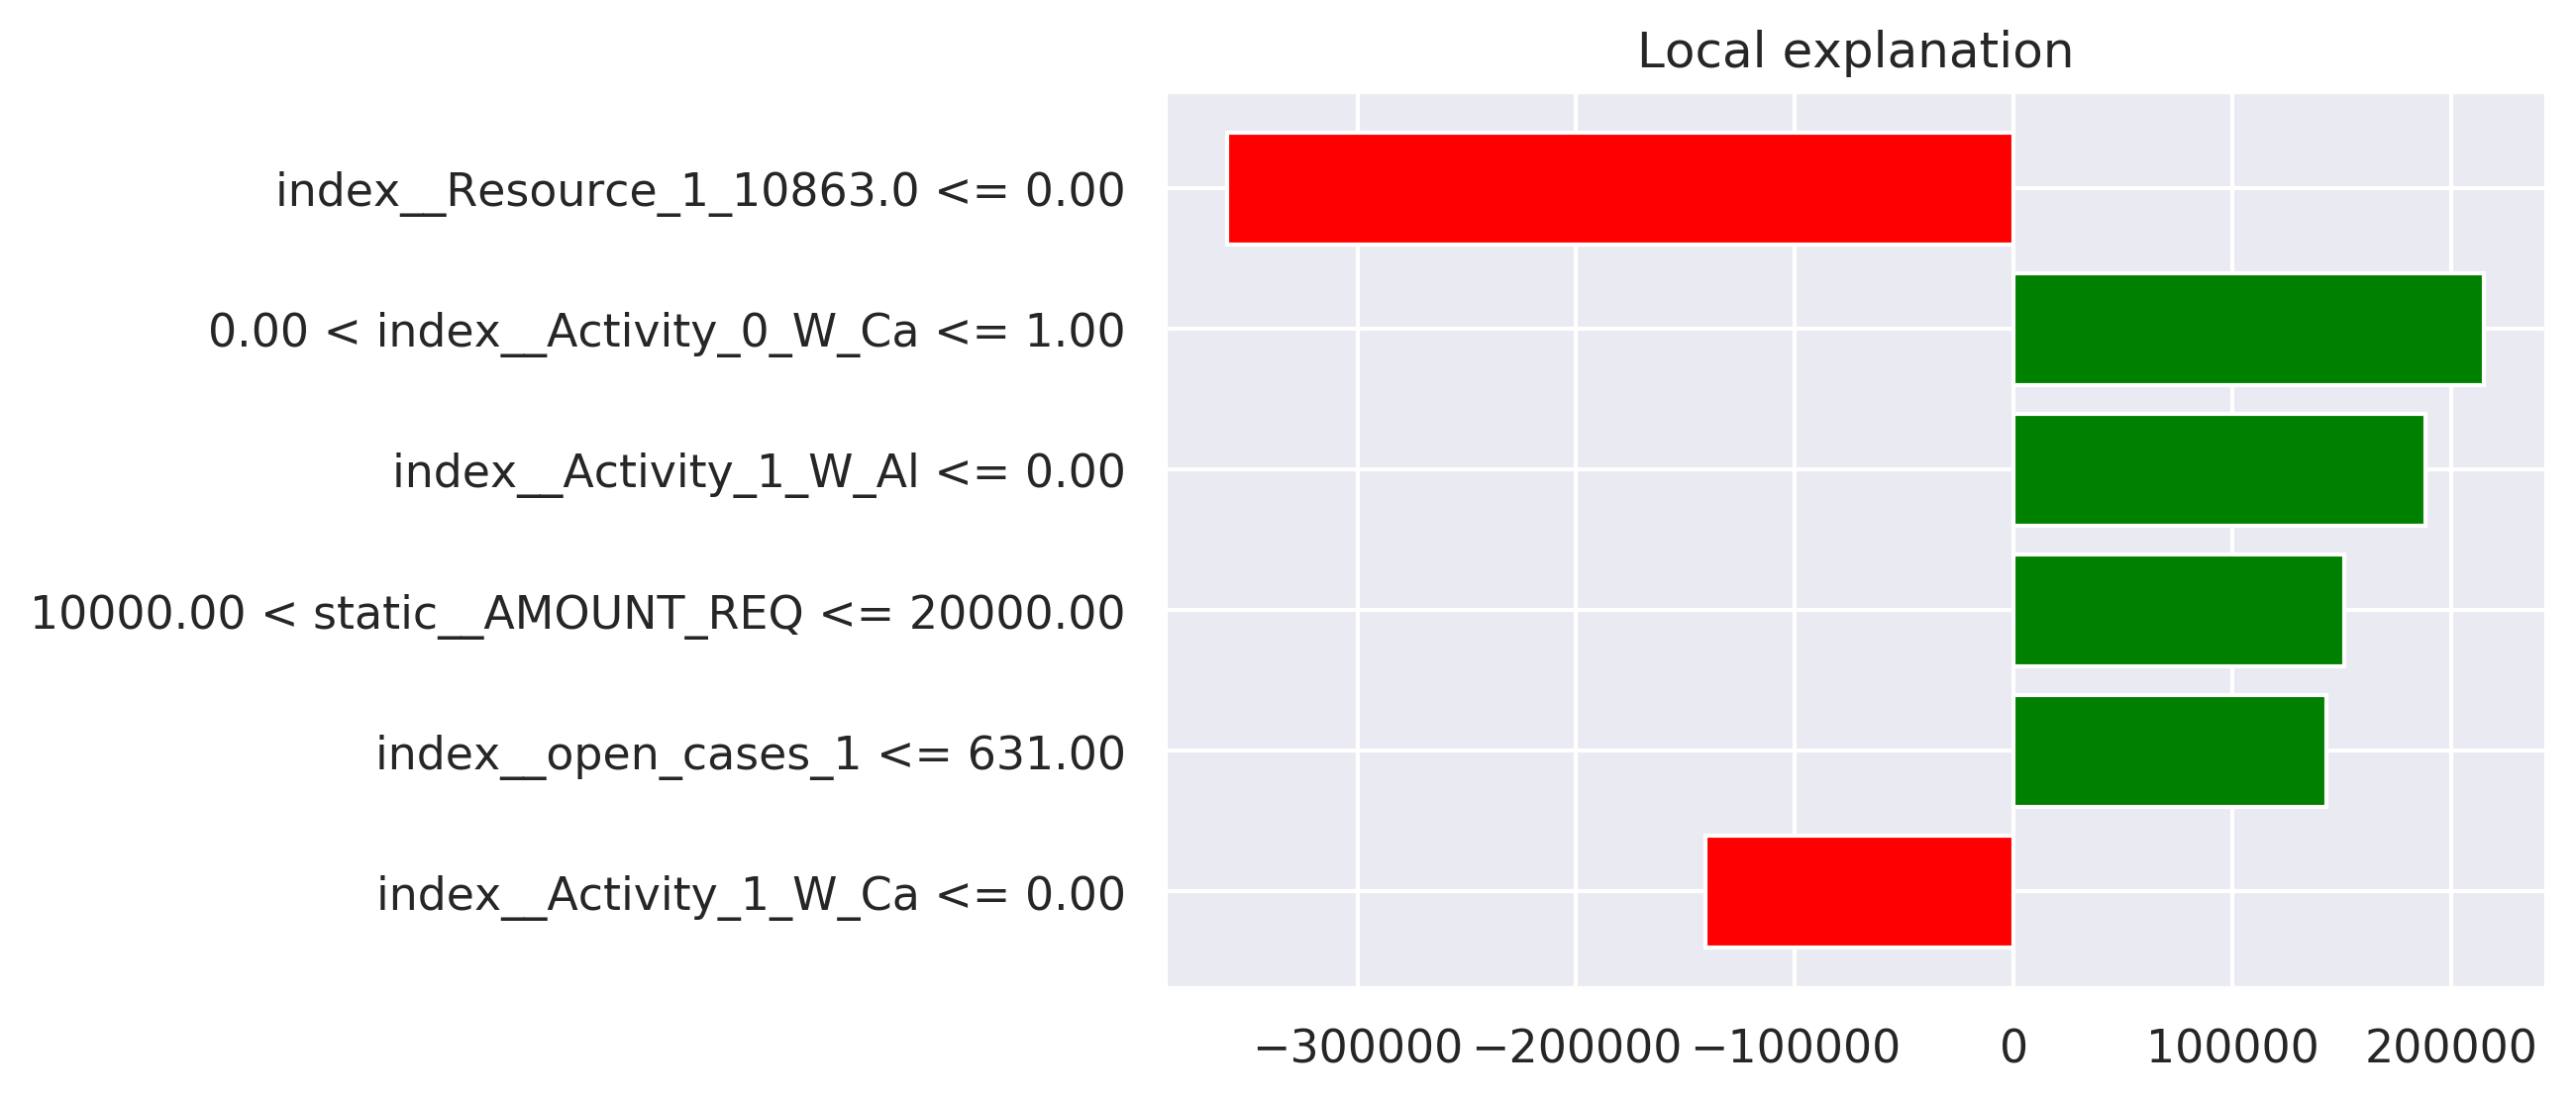 Local explanation
index__Resource_1_10863.0 <= 0.00
0.00 < index__Activity_0_W_Ca <= 1.00
index__Activity_1_W_Al <= 0.00
10000.00 < static__AMOUNT_REQ <= 20000.00
index__open_cases_1 <= 631.00
index__Activity_1_W_Ca <= 0.00
−300000 −200000 −100000 0 100000 200000